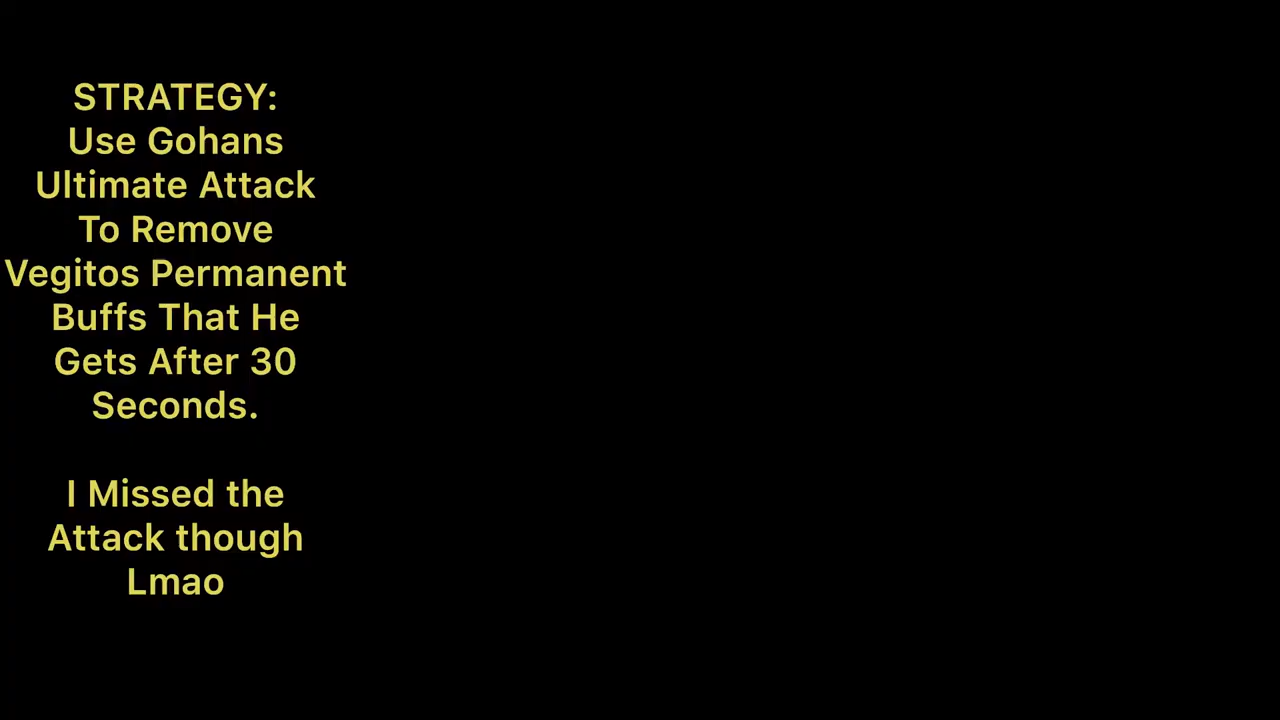 STRATEGY:
Use Gohans
Ultimate Attack
To Remove
Vegitos Permanent
Buffs That He
Gets After 30
Seconds.
I Missed the
Attack though
Lmao